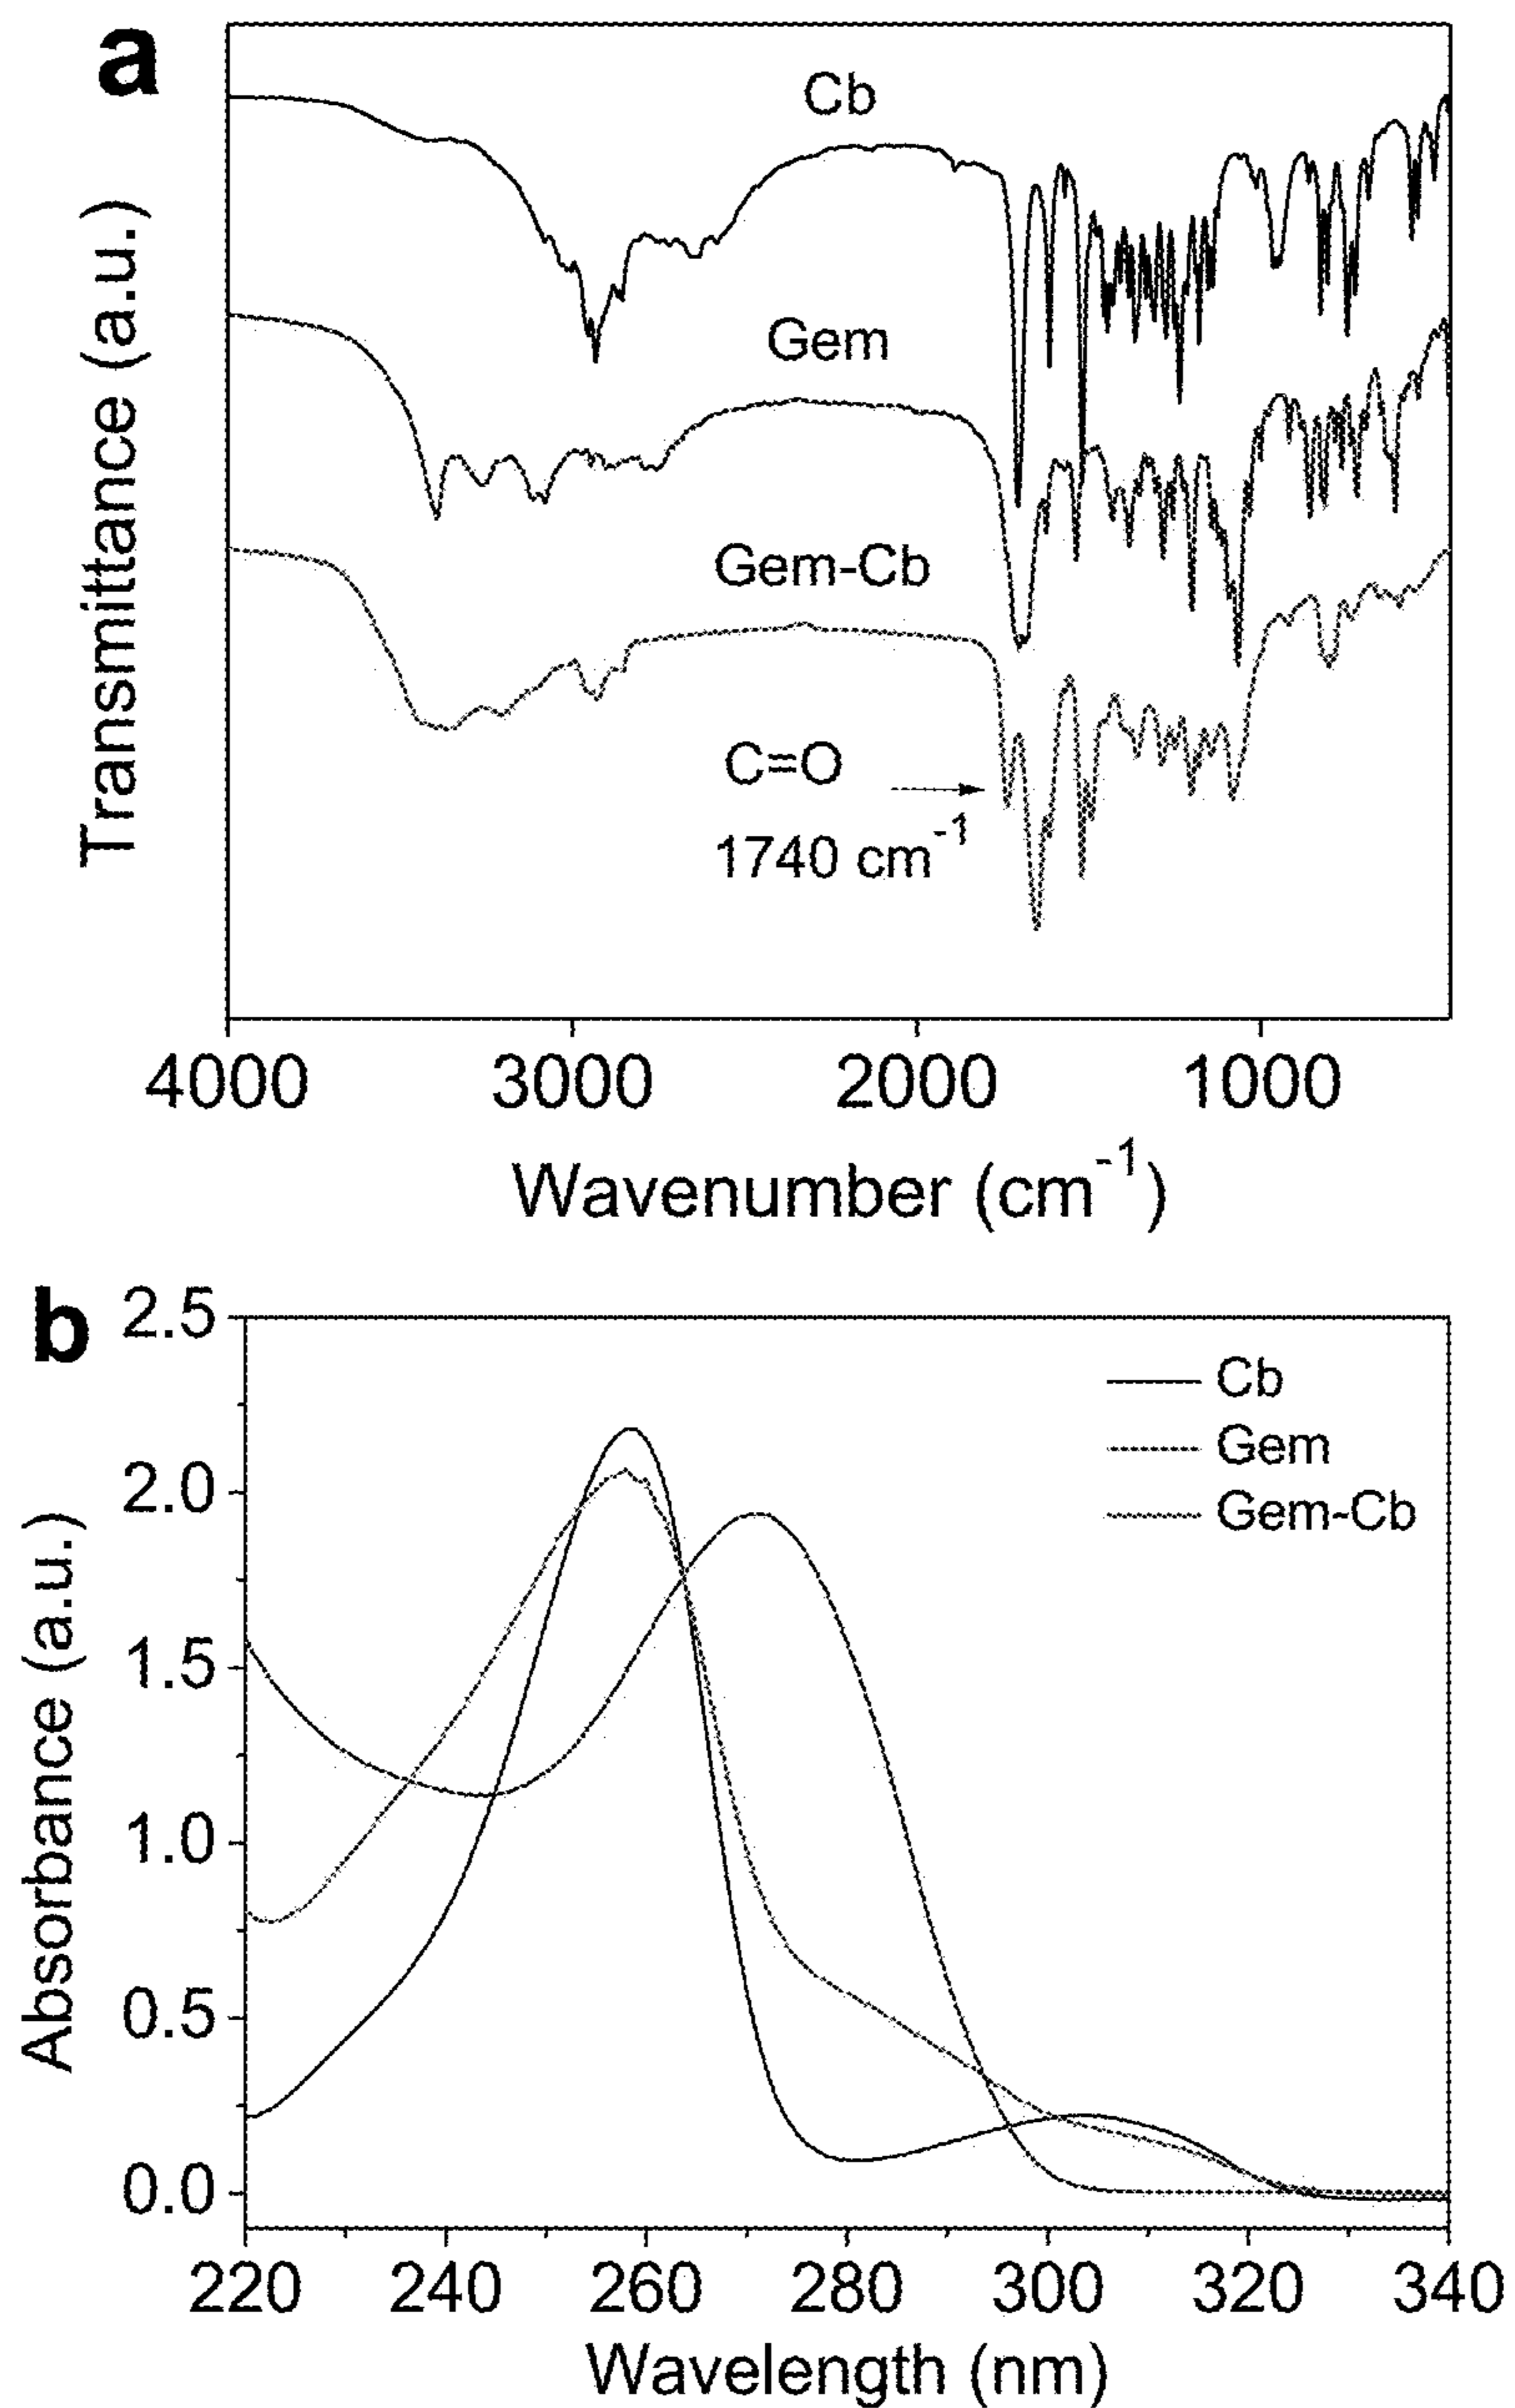 a
Cb
Gem
Gem-Cb
C=O
1740 cm⁻¹
Transmittance (a.u.)
4000 3000 2000 1000
Wavenumber (cm⁻¹)
b
2.5
2.0
1.5
1.0
0.5
0.0
Cb
Gem
Gem-Cb
Absorbance (a.u.)
220 240 260 280 300 320 340
Wavelength (nm)